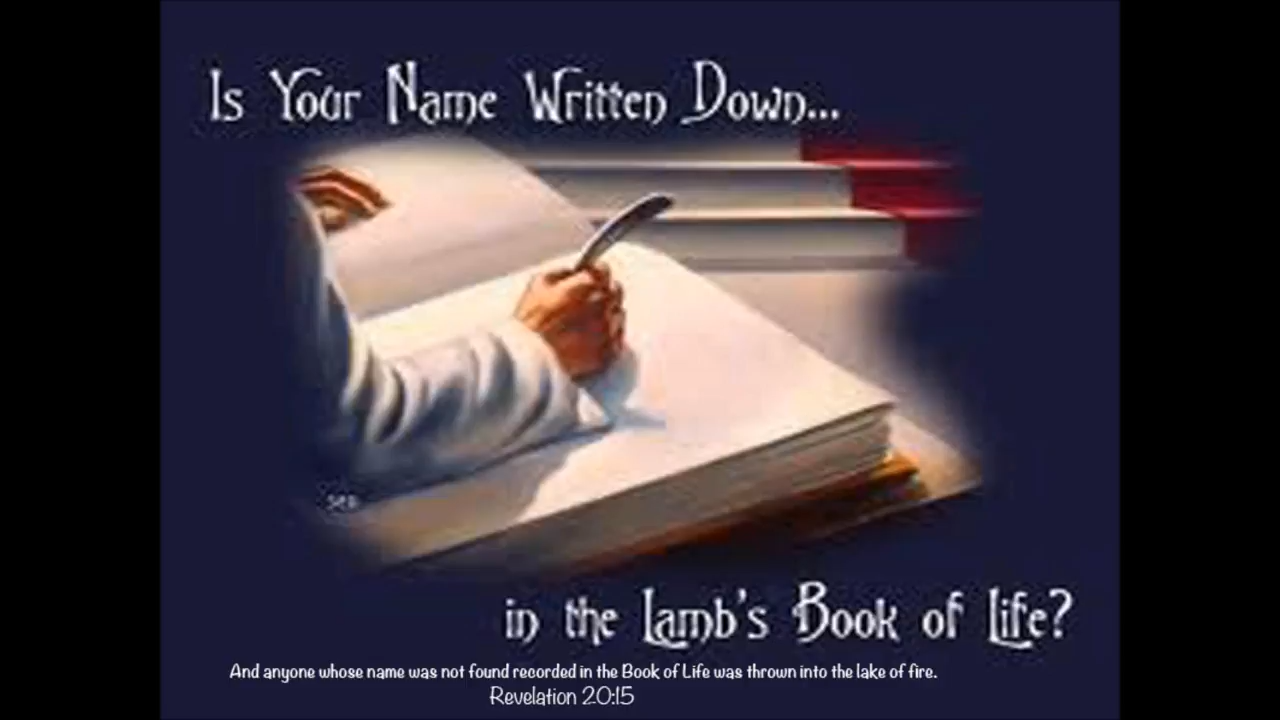 Is Your Name Written Down...
in the Lamb's Book of Life?
And anyone whose name was not found recorded in the Book of Life was thrown into the lake of fire.
Revelation 20:15